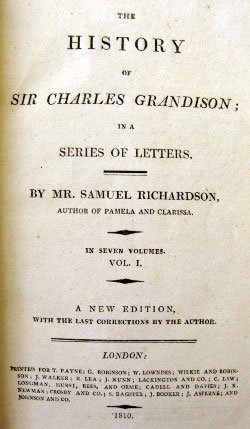 THE
HISTORY
OF
SIR CHARLES GRANDISON;
IN A
SERIES OF LETTERS.
BY MR. SAMUEL RICHARDSON,
AUTHOR OF PAMELA AND CLARISSA.
IN SEVEN VOLUMES.
VOL. I.
A NEW EDITION,
WITH THE LAST CORRECTIONS BY THE AUTHOR.
LONDON:
PRINTED FOR T. PAYNE; G. ROBINSON; W. LOWNDES; WILKIE AND ROBIN-
SON; J. WALKER; R. LEA; J. NUNN; LACKINGTON AND CO.; C. LAW;
LONGMAN, HURST, REES, AND ORME; CADELL AND DAVIES; J. K.
NEWMAN; CROSBY AND CO.; S. BAGSTER; J. BOOKER; J. ASPERNE; AND
JOHNSON AND CO.
1810.